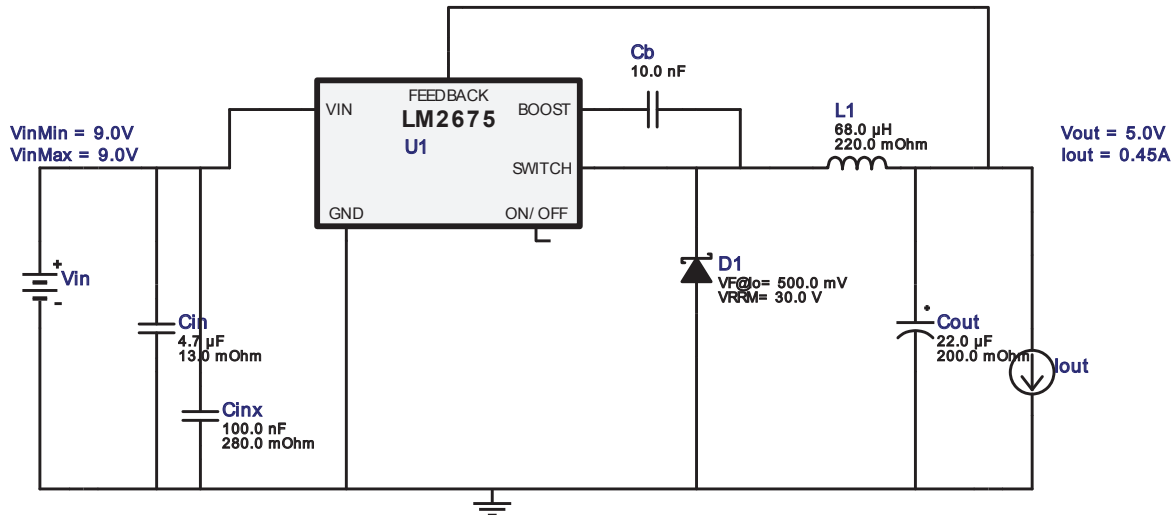 VinMin = 9.0V
VinMax = 9.0V
Vin
+
-
Cin
4.7 µF
13.0 mOhm
Cinx
100.0 nF
280.0 mOhm
FEEDBACK
VIN
LM2675
BOOST
U1
SWITCH
GND
ON/ OFF
Cb
10.0 nF
L1
68.0 µH
220.0 mOhm
D1
VF@Io= 500.0 mV
VRRM= 30.0 V
+
Cout
22.0 µF
200.0 mOhm
Iout
Vout = 5.0V
Iout = 0.45A